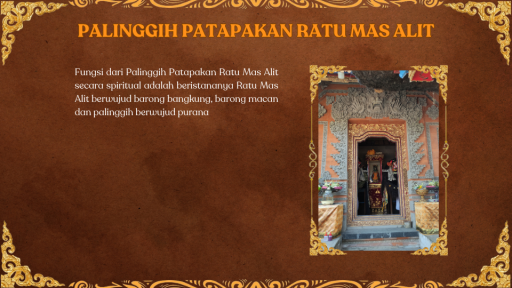 PALINGGIH PATAPAKAN RATU MAS ALIT
Fungsi dari Palinggih Patapakan Ratu Mas Alit
secara spiritual adalah beristananya Ratu Mas
Alit berwujud barong bangkung, barong macan
dan palinggih berwujud purana